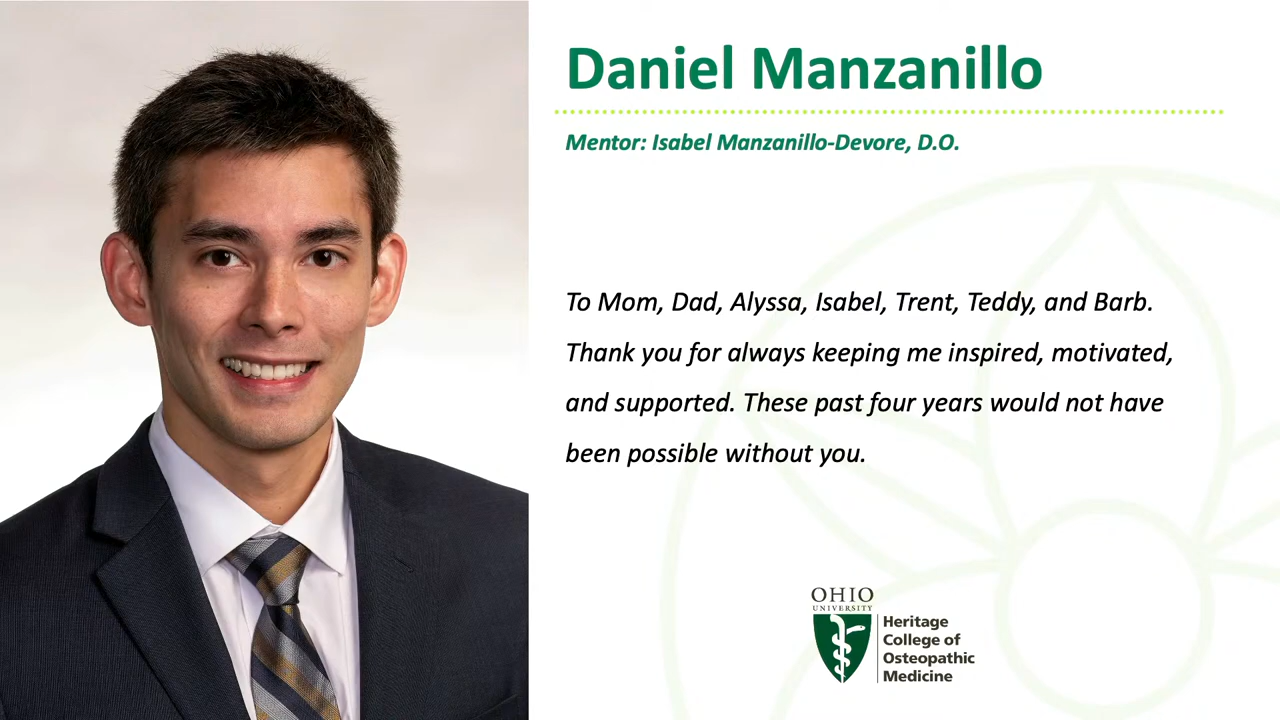 Daniel Manzanillo
Mentor: Isabel Manzanillo-Devore, D.O.
To Mom, Dad, Alyssa, Isabel, Trent, Teddy, and Barb.
Thank you for always keeping me inspired, motivated,
and supported. These past four years would not have
been possible without you.
OHIO
UNIVERSITY
Heritage
College of
Osteopathic
Medicine